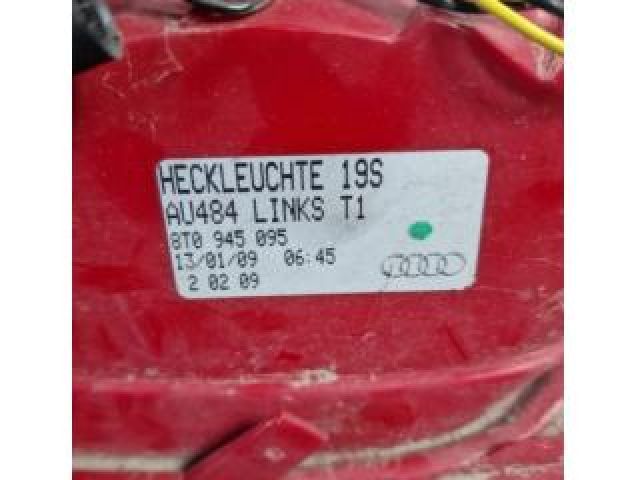 HECKLEUCHTE 19S
AU484 LINKS T1
8T0 945 095
13/01/09 06:45
2 02 09